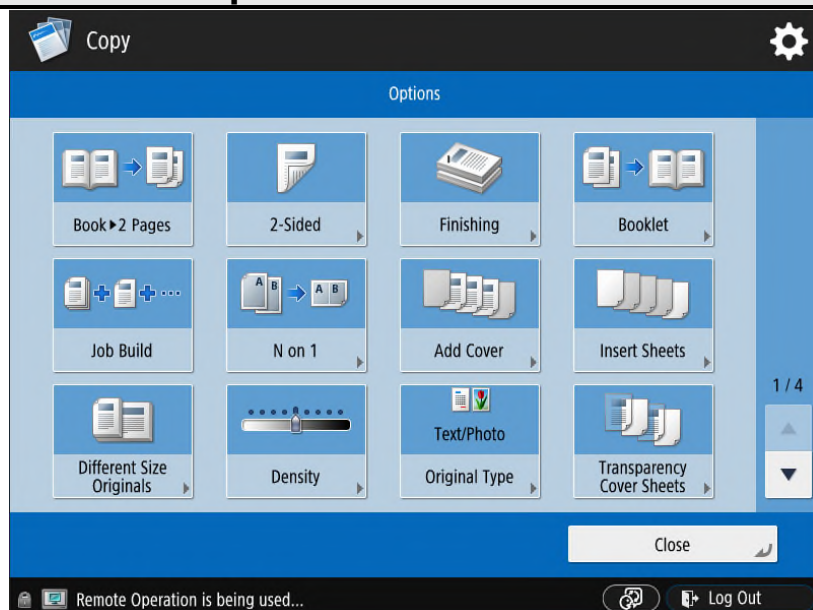 Copy
Options
Book▶2 Pages
2-Sided
Finishing
Booklet
Job Build
A B A B
N on 1
Add Cover
Insert Sheets
1 / 4
Different Size
Originals
Density
Text/Photo
Original Type
Transparency
Cover Sheets
Close
Remote Operation is being used...
Log Out